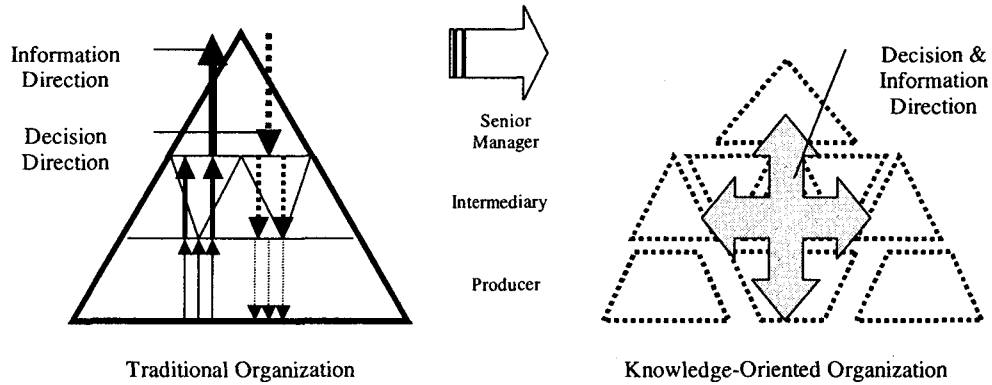 Information
Direction
Decision
Direction
Senior
Manager
Intermediary
Producer
Decision &
Information
Direction
Traditional Organization
Knowledge-Oriented Organization